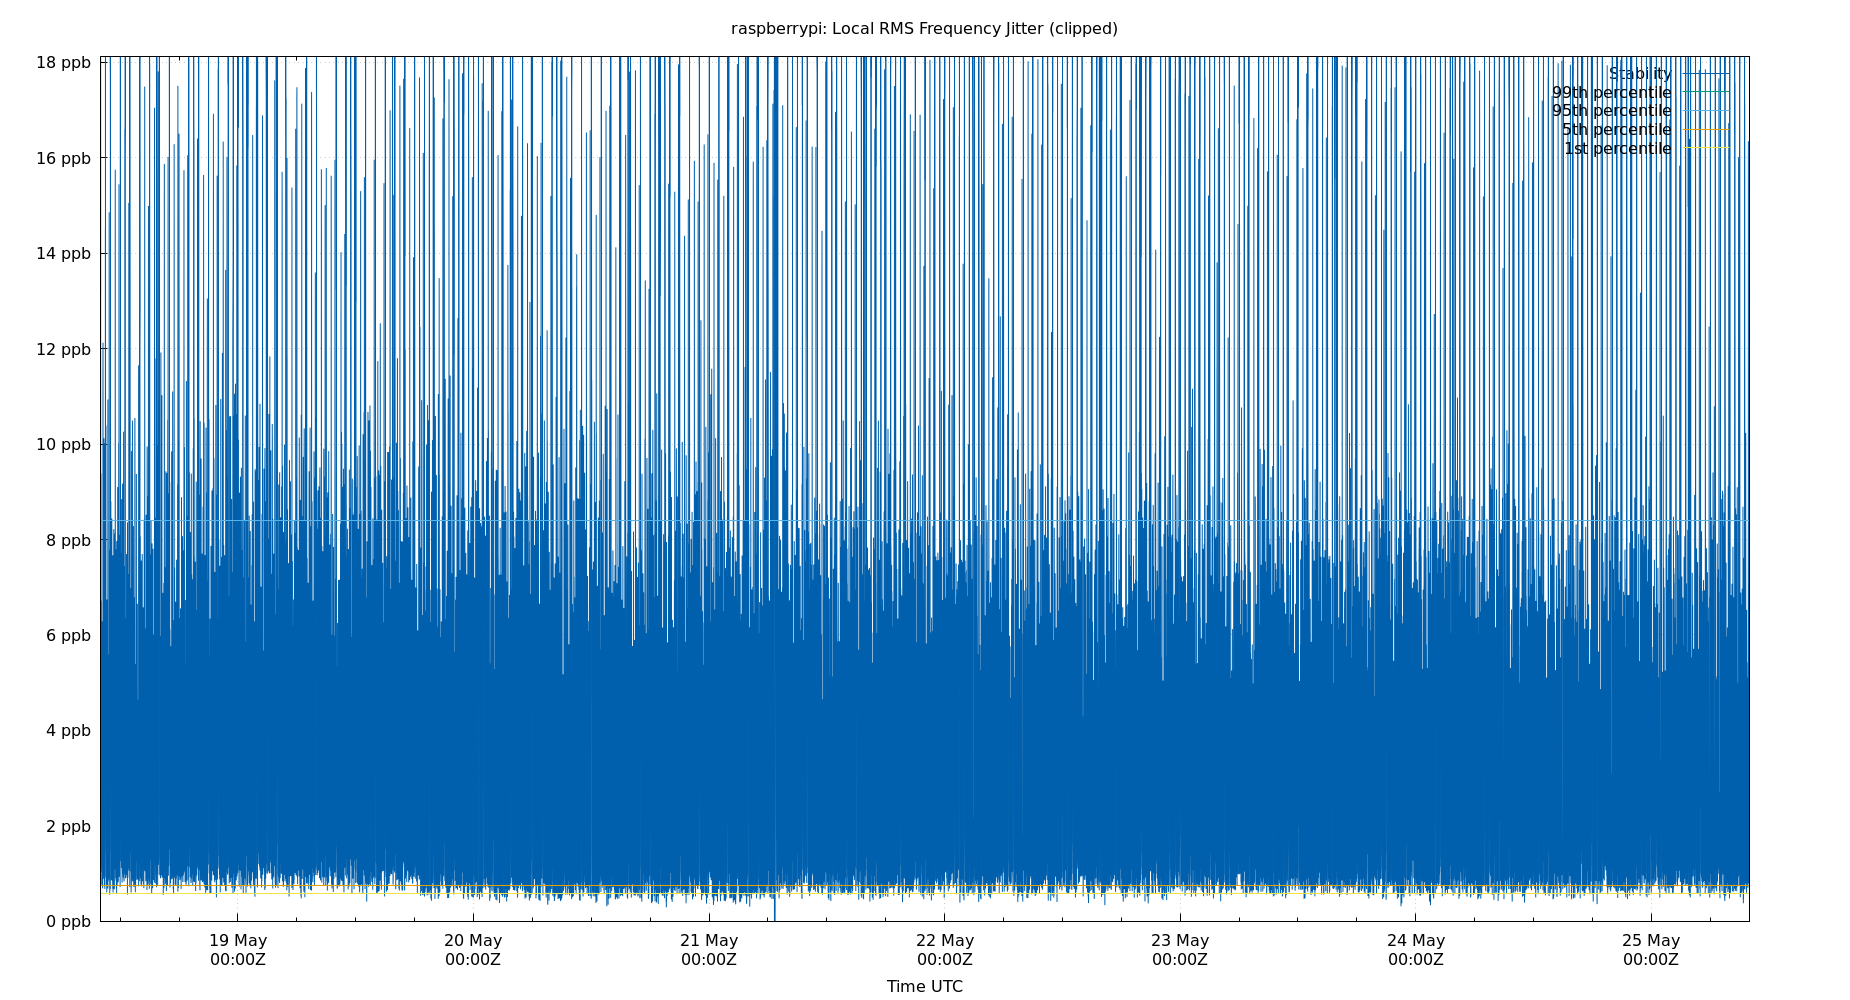 raspberrypi: Local RMS Frequency Jitter (clipped)
18 ppb
16 ppb
14 ppb
12 ppb
10 ppb
8 ppb
6 ppb
4 ppb
2 ppb
0 ppb
Stability
99th percentile
95th percentile
5th percentile
1st percentile
19 May
00:00Z
20 May
00:00Z
21 May
00:00Z
22 May
00:00Z
23 May
00:00Z
24 May
00:00Z
25 May
00:00Z
Time UTC